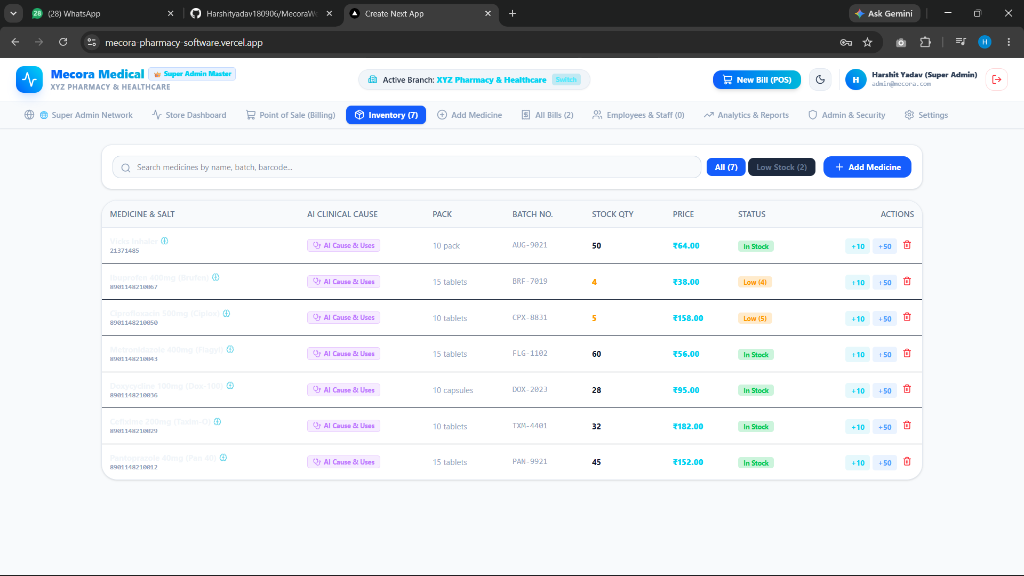 28 (28) WhatsApp
Harshityadav180906/MecoraW
Create Next App
Ask Gemini
mecora-pharmacy-software.vercel.app
H
Mecora Medical
Super Admin Master
XYZ PHARMACY & HEALTHCARE
Active Branch: XYZ Pharmacy & Healthcare Switch
New Bill (POS)
H
Harshit Yadav (Super Admin)
admin@mecora.com
Super Admin Network
Store Dashboard
Point of Sale (Billing)
Inventory (7)
Add Medicine
All Bills (2)
Employees & Staff (0)
Analytics & Reports
Admin & Security
Settings
Search medicines by name, batch, barcode...
All (7)
Low Stock (2)
+ Add Medicine
MEDICINE & SALT AI CLINICAL CAUSE PACK BATCH NO. STOCK QTY PRICE STATUS ACTIONS
AI Cause & Uses 10 pack AUG-9021 50 ₹64.00 In Stock +10 +50
21371485
AI Cause & Uses 15 tablets BRF-7019 4 ₹38.00 Low (4) +10 +50
8901148210067
AI Cause & Uses 10 tablets CPX-8831 5 ₹158.00 Low (5) +10 +50
8901148210050
AI Cause & Uses 15 tablets FLG-1102 60 ₹56.00 In Stock +10 +50
8901148210043
AI Cause & Uses 10 capsules DOX-2023 28 ₹95.00 In Stock +10 +50
8901148210036
AI Cause & Uses 10 tablets TXM-4401 32 ₹182.00 In Stock +10 +50
8901148210029
AI Cause & Uses 15 tablets PAN-9921 45 ₹152.00 In Stock +10 +50
8901148210012